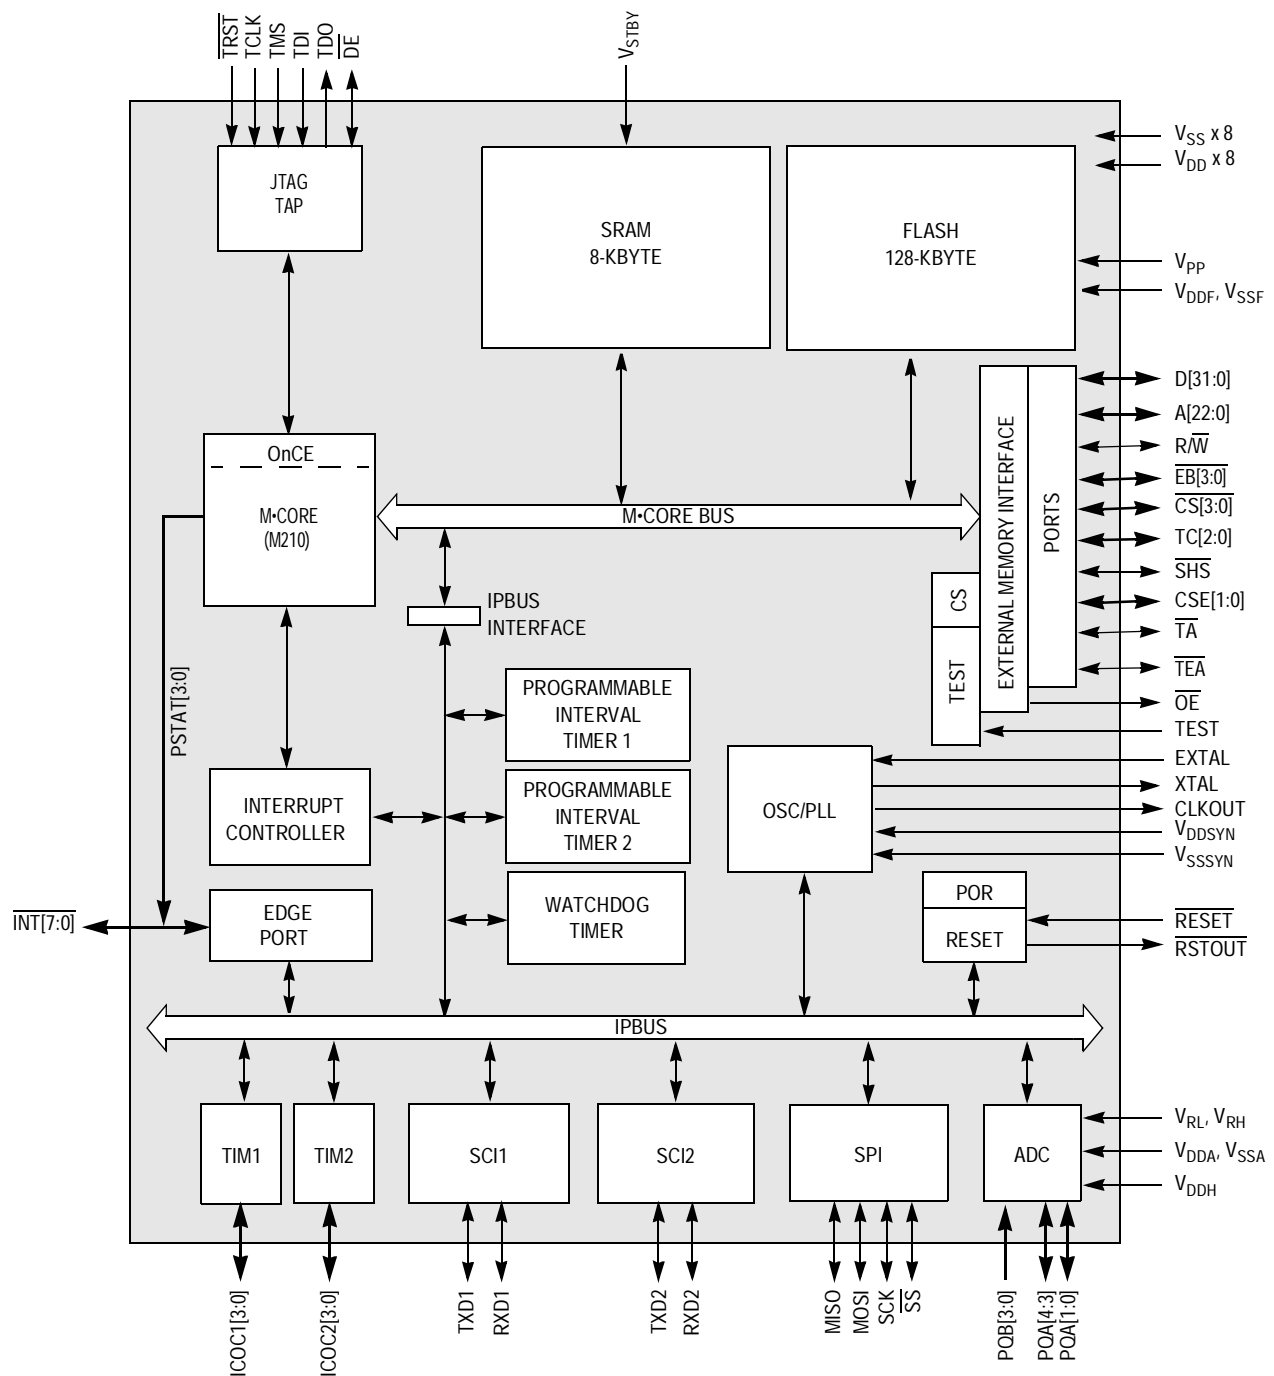 TRST
TCLK
TMS
TDI
TDO
DE
VSTBY
VSS x 8
VDD x 8
JTAG
TAP
SRAM
8-KBYTE
FLASH
128-KBYTE
VPP
VDDF, VSSF
D[31:0]
A[22:0]
R/W
EB[3:0]
CS[3:0]
TC[2:0]
SHS
CSE[1:0]
TA
TEA
OE
TEST
EXTERNAL MEMORY INTERFACE
PORTS
CS
TEST
OnCE
M•CORE
(M210)
M•CORE BUS
IPBUS
INTERFACE
PSTAT[3:0]
PROGRAMMABLE
INTERVAL
TIMER 1
PROGRAMMABLE
INTERVAL
TIMER 2
INTERRUPT
CONTROLLER
OSC/PLL
EXTAL
XTAL
CLKOUT
VDDSYN
VSSSYN
WATCHDOG
TIMER
EDGE
PORT
INT[7:0]
POR
RESET
RESET
RSTOUT
IPBUS
TIM1
TIM2
SCI1
SCI2
SPI
ADC
VRL, VRH
VDDA, VSSA
VDDH
ICOC1[3:0]
ICOC2[3:0]
TXD1
RXD1
TXD2
RXD2
MISO
MOSI
SCK
SS
PQB[3:0]
PQA[4:3]
PQA[1:0]